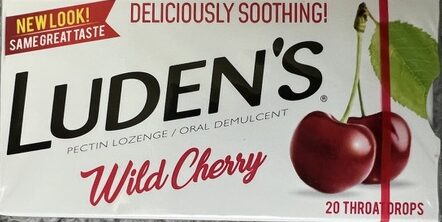 NEW LOOK!
SAME GREAT TASTE
DELICIOUSLY SOOTHING!
LUDEN'S®
PECTIN LOZENGE / ORAL DEMULCENT
Wild Cherry
20 THROAT DROPS